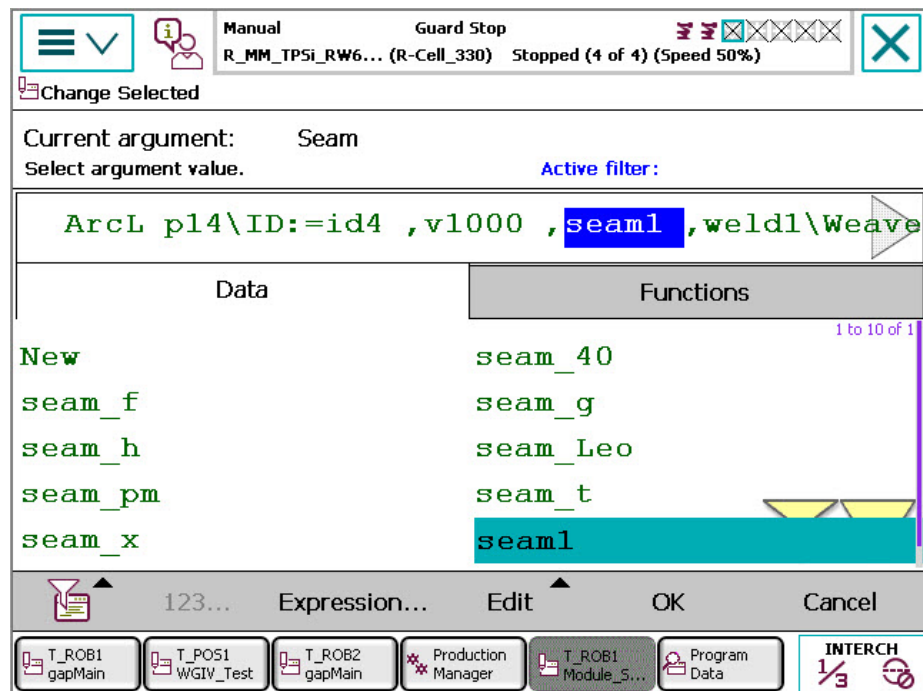 Manual Guard Stop
R_MM_TPSi_RW6... (R-Cell_330) Stopped (4 of 4) (Speed 50%)
Change Selected
Current argument: Seam
Select argument value. Active filter:
ArcL p14\ID:=id4 ,v1000 ,seam1 ,weld1\Weave
Data Functions
1 to 10 of 1
New seam_40
seam_f seam_g
seam_h seam_Leo
seam_pm seam_t
seam_x seam1
123... Expression... Edit OK Cancel
T_ROB1 T_POS1 T_ROB2 Production T_ROB1 Program INTERCH
gapMain WGIV_Test gapMain Manager Module_S... Data 1/3